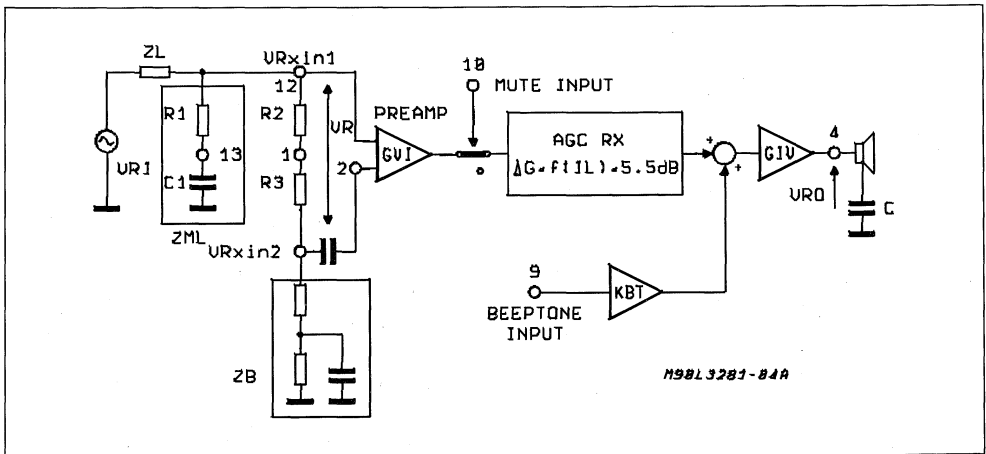 ZL
VRxin1
12
10
MUTE INPUT
R1
R2
VR
PREAMP
GVI
13
1
2
AGC RX
ΔG=f(IL)=5.5dB
+
+
GIV
4
VRI
C1
R3
VRO
C
ZML
VRxin2
9
KBT
BEEPTONE
INPUT
ZB
M98L3281-84A